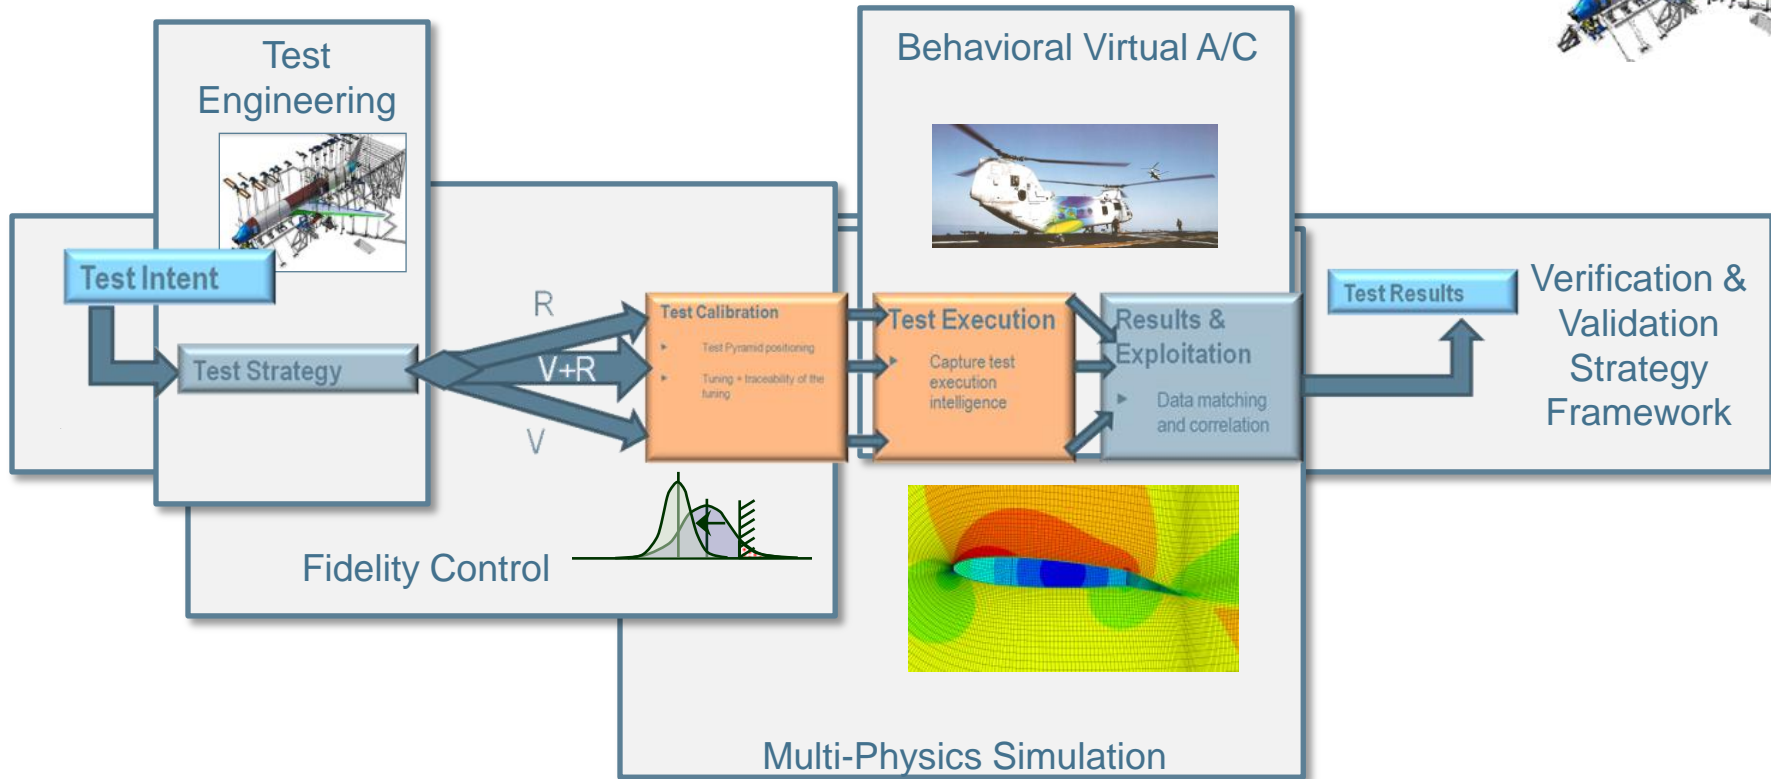 Test
Engineering
Behavioral Virtual A/C
Test Intent
Test Strategy
R
V+R
V
Test Calibration
Test Pyramid positioning
Tuning + traceability of the
tuning
Test Execution
Capture test
execution
intelligence
Results &
Exploitation
Data matching
and correlation
Test Results
Verification &
Validation
Strategy
Framework
Fidelity Control
Multi-Physics Simulation